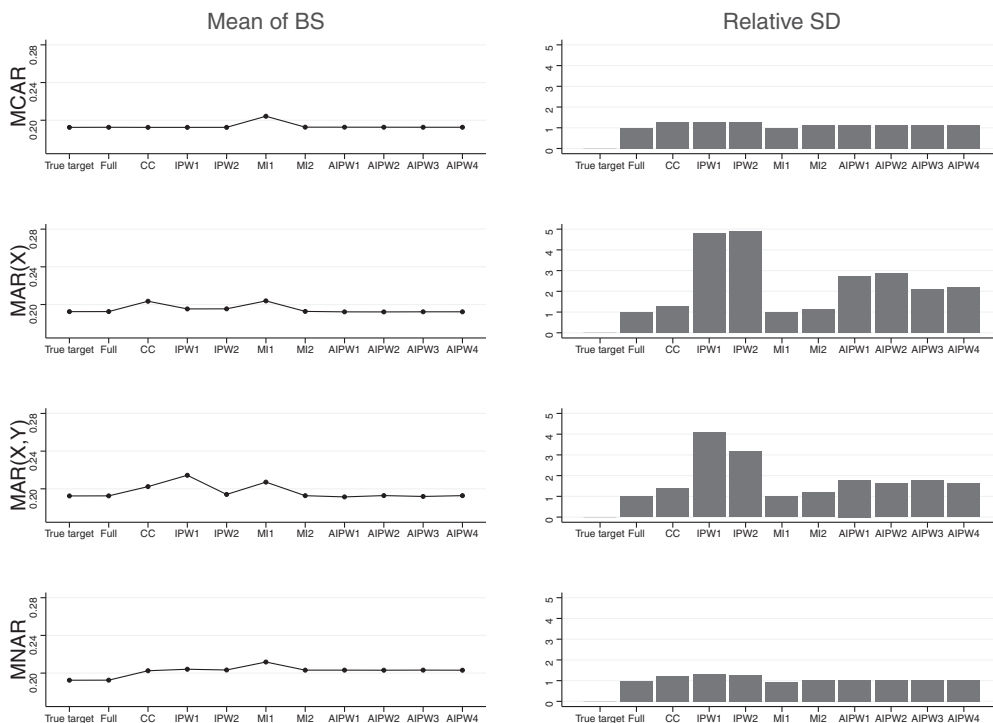 Mean of BS
Relative SD
MCAR
0.28
0.24
0.20
True target Full CC IPW1 IPW2 MI1 MI2 AIPW1 AIPW2 AIPW3 AIPW4
5
4
3
2
1
0
True target Full CC IPW1 IPW2 MI1 MI2 AIPW1 AIPW2 AIPW3 AIPW4
MAR(X)
0.28
0.24
0.20
True target Full CC IPW1 IPW2 MI1 MI2 AIPW1 AIPW2 AIPW3 AIPW4
5
4
3
2
1
0
True target Full CC IPW1 IPW2 MI1 MI2 AIPW1 AIPW2 AIPW3 AIPW4
MAR(X,Y)
0.28
0.24
0.20
True target Full CC IPW1 IPW2 MI1 MI2 AIPW1 AIPW2 AIPW3 AIPW4
5
4
3
2
1
0
True target Full CC IPW1 IPW2 MI1 MI2 AIPW1 AIPW2 AIPW3 AIPW4
MNAR
0.28
0.24
0.20
True target Full CC IPW1 IPW2 MI1 MI2 AIPW1 AIPW2 AIPW3 AIPW4
5
4
3
2
1
0
True target Full CC IPW1 IPW2 MI1 MI2 AIPW1 AIPW2 AIPW3 AIPW4